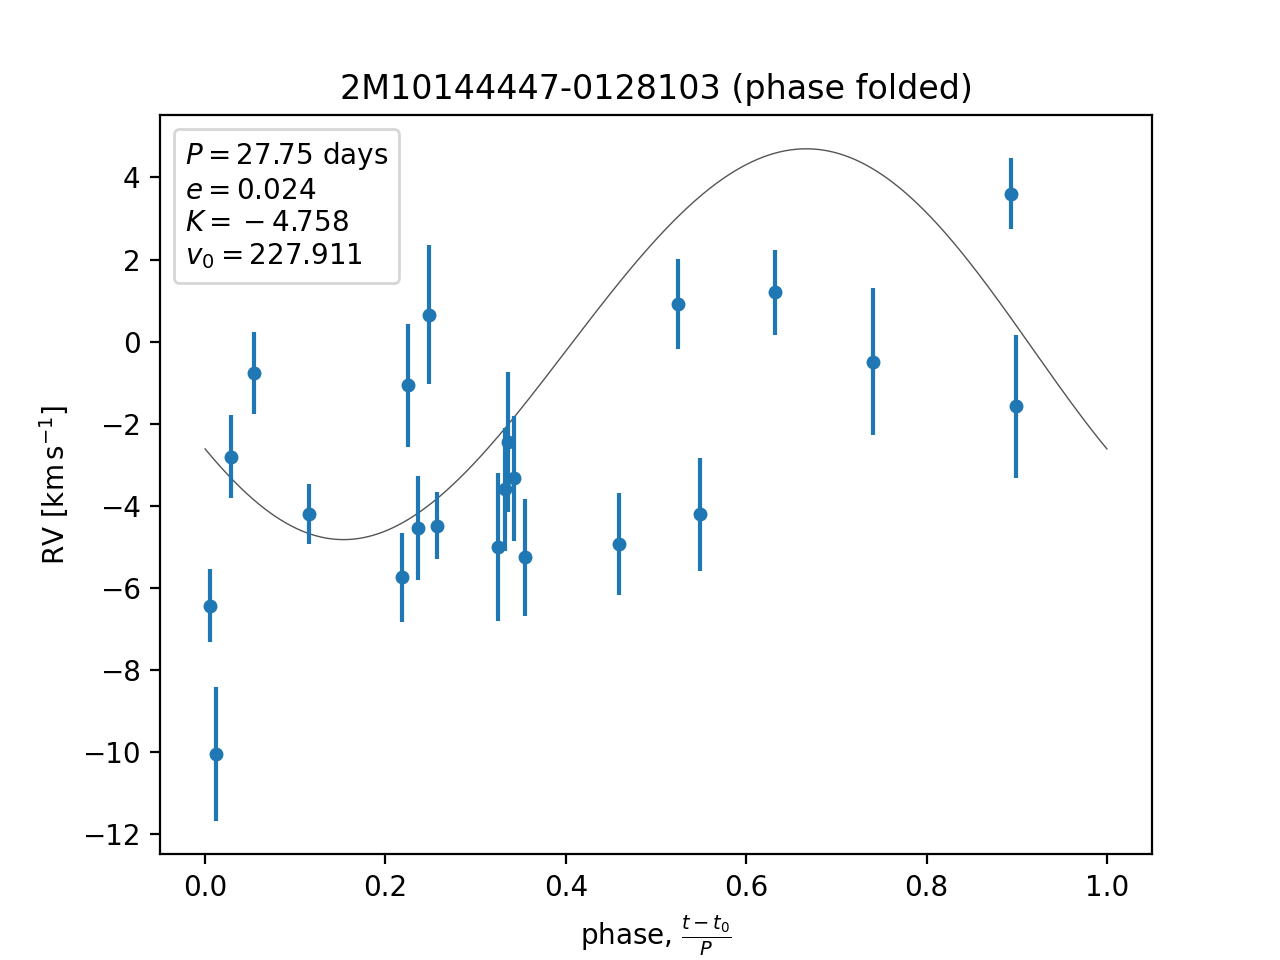 2M10144447-0128103 (phase folded)
P = 27.75 days
e = 0.024
K = −4.758
v₀ = 227.911
RV [km s⁻¹]
4
2
0
−2
−4
−6
−8
−10
−12
0.0 0.2 0.4 0.6 0.8 1.0
phase, (t − t₀)/P